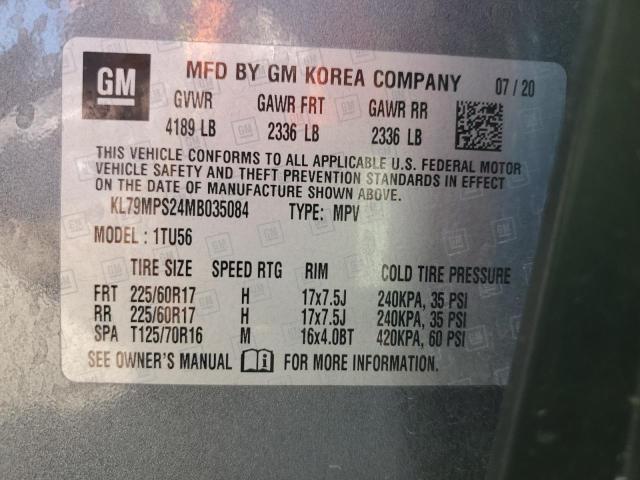 GM MFD BY GM KOREA COMPANY 07 / 20
GVWR GAWR FRT GAWR RR
4189 LB 2336 LB 2336 LB
THIS VEHICLE CONFORMS TO ALL APPLICABLE U.S. FEDERAL MOTOR
VEHICLE SAFETY AND THEFT PREVENTION STANDARDS IN EFFECT
ON THE DATE OF MANUFACTURE SHOWN ABOVE.
KL79MPS24MB035084 TYPE: MPV
MODEL: 1TU56
TIRE SIZE SPEED RTG RIM COLD TIRE PRESSURE
FRT 225/60R17 H 17x7.5J 240KPA, 35 PSI
RR 225/60R17 H 17x7.5J 240KPA, 35 PSI
SPA T125/70R16 M 16x4.0BT 420KPA, 60 PSI
SEE OWNER'S MANUAL FOR MORE INFORMATION.